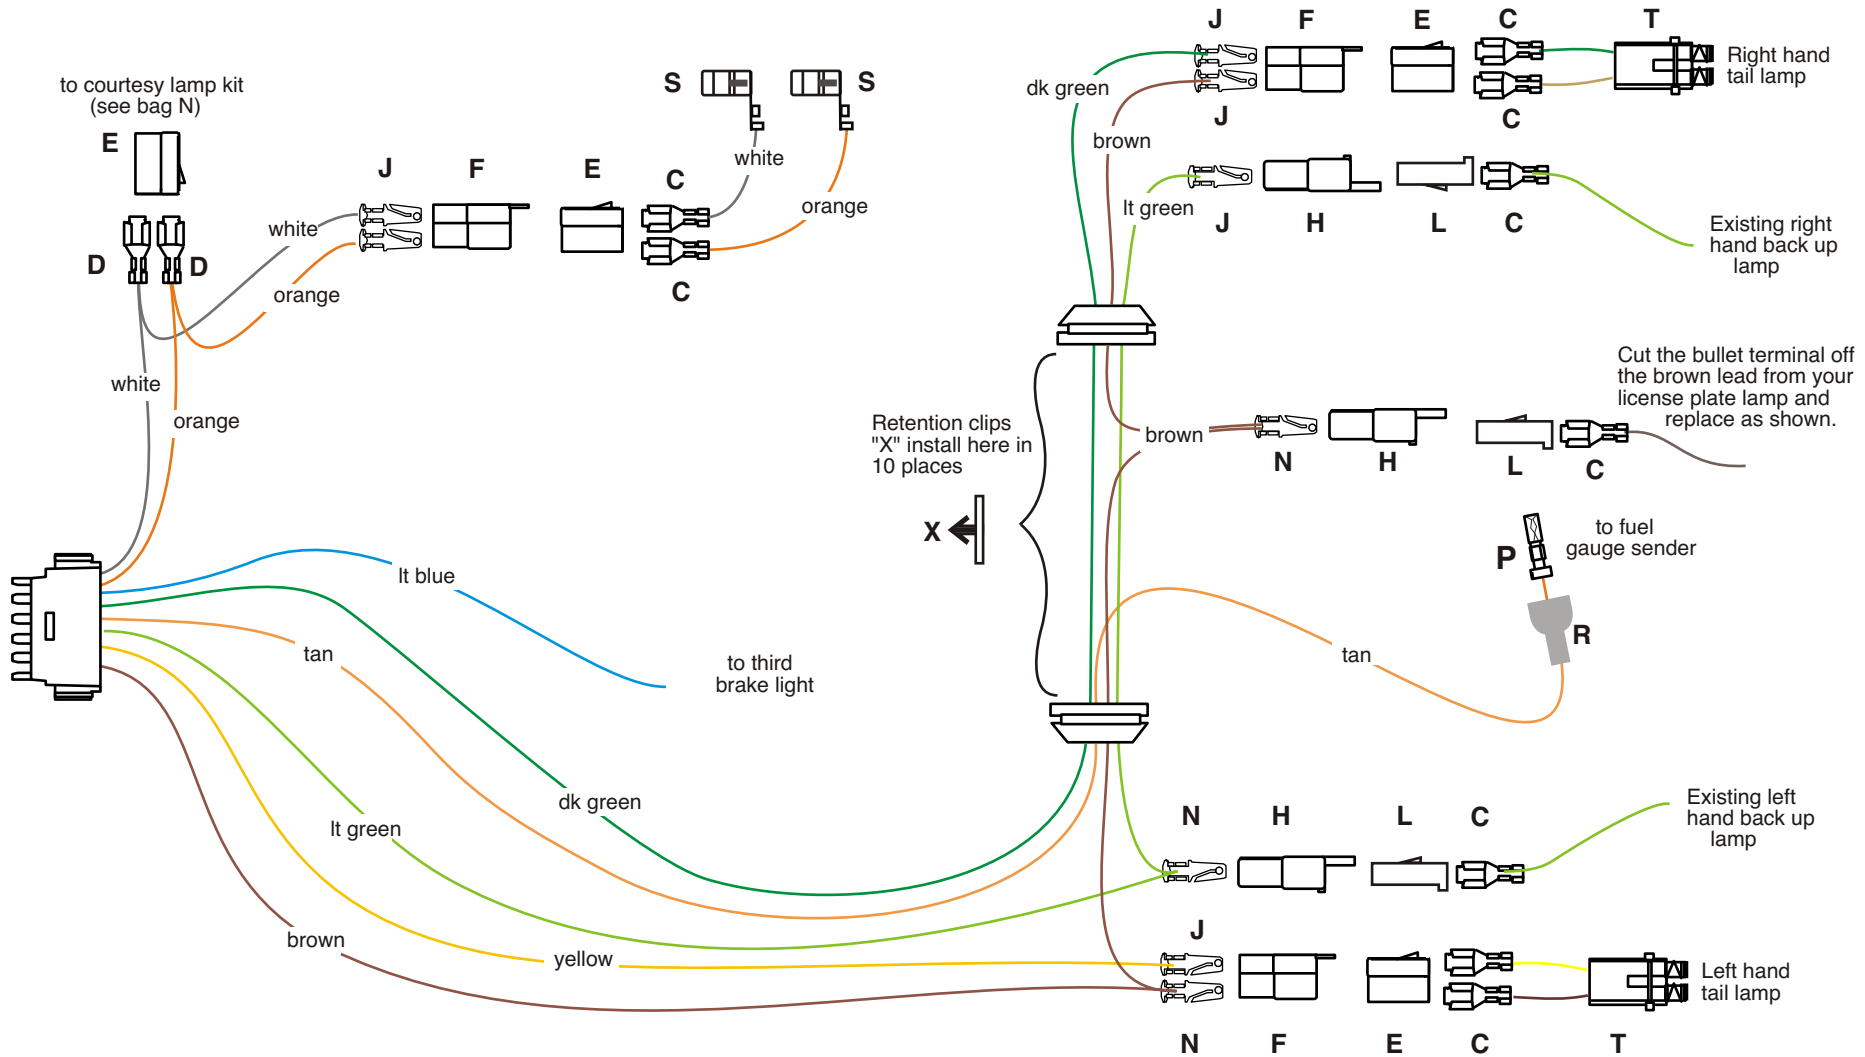 J F E C T
Right hand
tail lamp
dk green
J
C
brown
to courtesy lamp kit
(see bag N)
E
S
S
white
orange
J F E C
white
orange
C
D
D
white
orange
lt green
J H L C
Existing right
hand back up
lamp
Cut the bullet terminal off
the brown lead from your
license plate lamp and
replace as shown.
Retention clips
"X" install here in
10 places
X
brown
N H L C
to fuel
gauge sender
P
R
tan
lt blue
tan
to third
brake light
dk green
lt green
brown
yellow
N H L C
Existing left
hand back up
lamp
J
Left hand
tail lamp
N F E C T